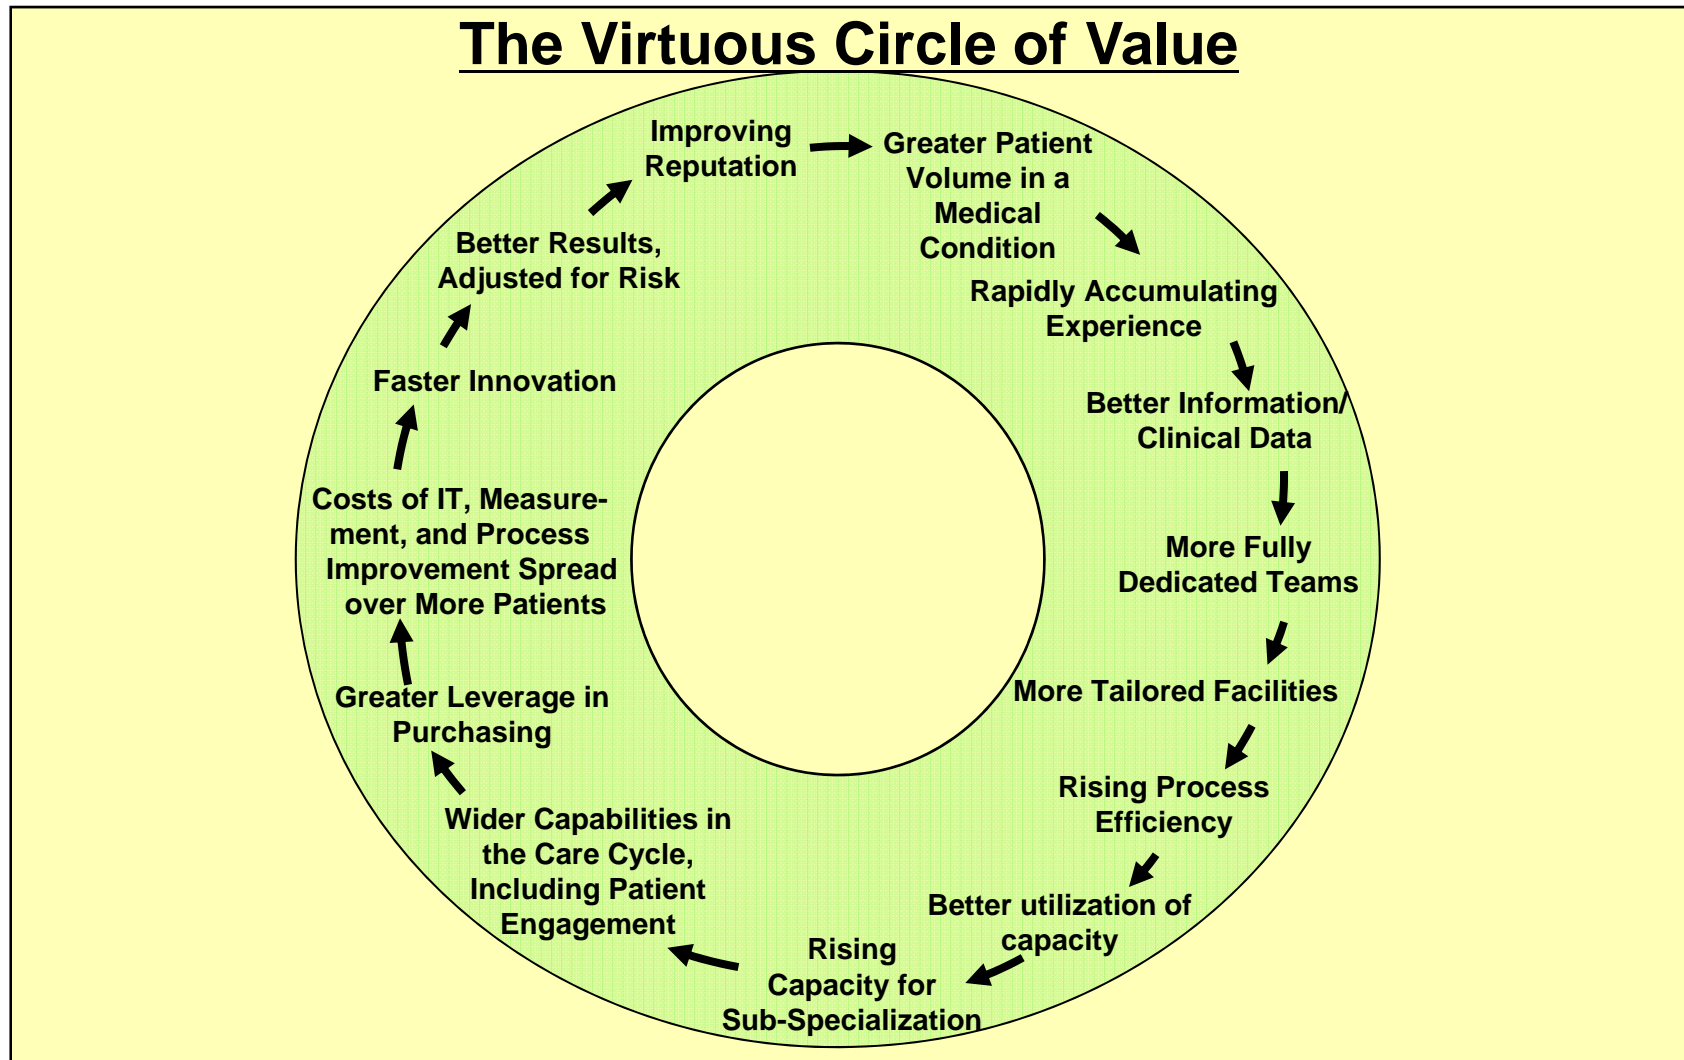 The Virtuous Circle of Value
Improving
Reputation
Greater Patient
Volume in a
Medical
Condition
Rapidly Accumulating
Experience
Better Information/
Clinical Data
More Fully
Dedicated Teams
More Tailored Facilities
Rising Process
Efficiency
Better utilization of
capacity
Rising
Capacity for
Sub-Specialization
Wider Capabilities in
the Care Cycle,
Including Patient
Engagement
Greater Leverage in
Purchasing
Costs of IT, Measure-
ment, and Process
Improvement Spread
over More Patients
Faster Innovation
Better Results,
Adjusted for Risk